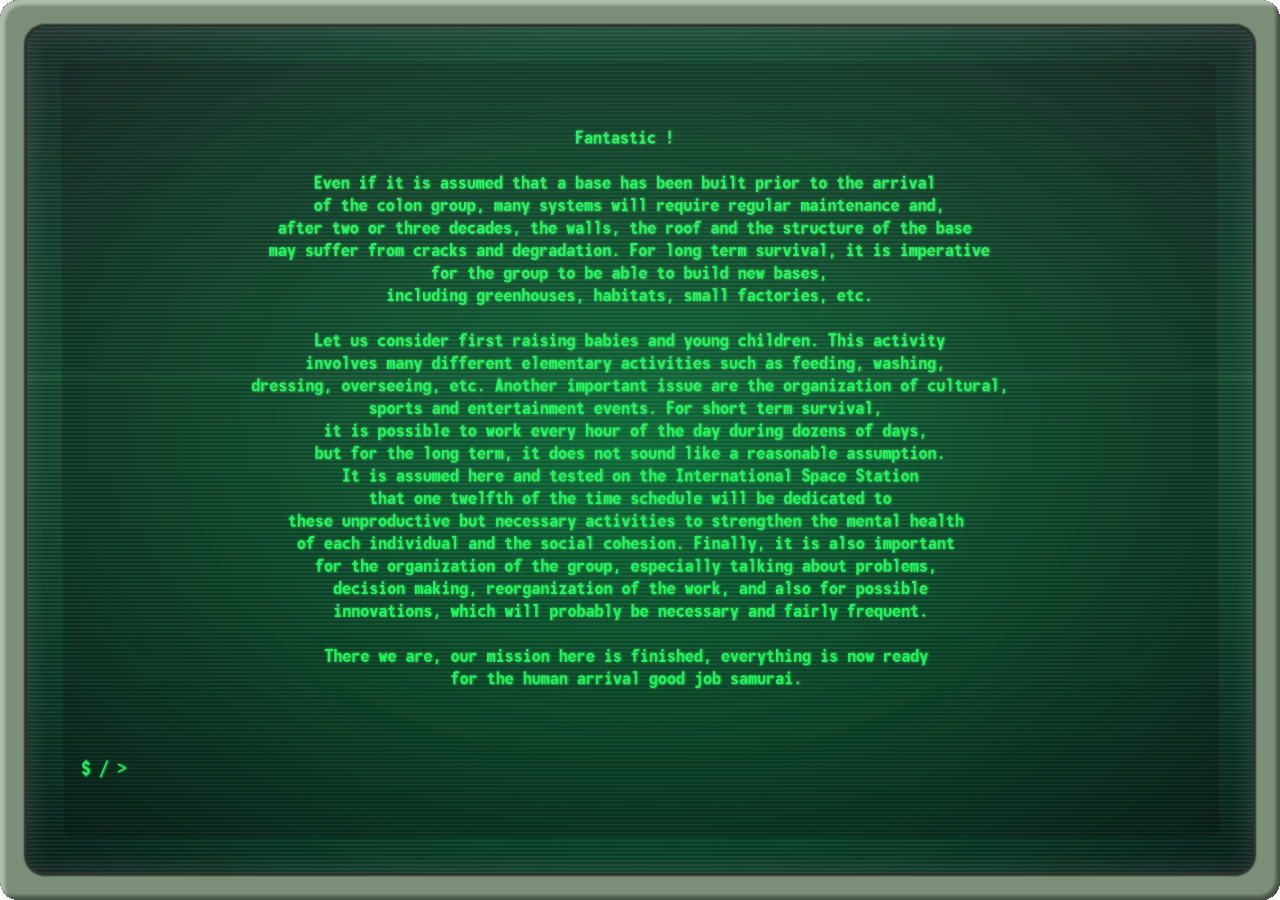 Fantastic !
Even if it is assumed that a base has been built prior to the arrival
of the colon group, many systems will require regular maintenance and,
after two or three decades, the walls, the roof and the structure of the base
may suffer from cracks and degradation. For long term survival, it is imperative
for the group to be able to build new bases,
including greenhouses, habitats, small factories, etc.
Let us consider first raising babies and young children. This activity
involves many different elementary activities such as feeding, washing,
dressing, overseeing, etc. Another important issue are the organization of cultural,
sports and entertainment events. For short term survival,
it is possible to work every hour of the day during dozens of days,
but for the long term, it does not sound like a reasonable assumption.
It is assumed here and tested on the International Space Station
that one twelfth of the time schedule will be dedicated to
these unproductive but necessary activities to strengthen the mental health
of each individual and the social cohesion. Finally, it is also important
for the organization of the group, especially talking about problems,
decision making, reorganization of the work, and also for possible
innovations, which will probably be necessary and fairly frequent.
There we are, our mission here is finished, everything is now ready
for the human arrival good job samurai.
$ / >